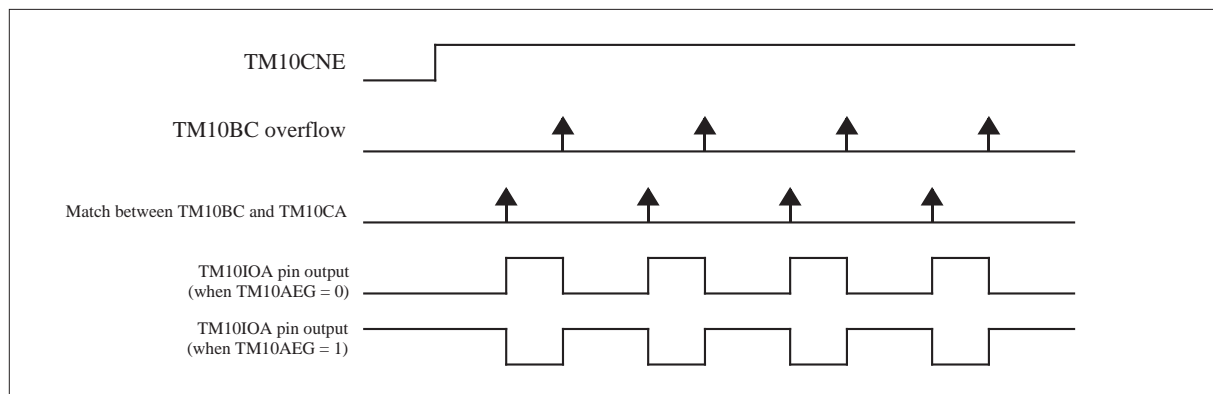 TM10CNE
TM10BC overflow
Match between TM10BC and TM10CA
TM10IOA pin output
(when TM10AEG = 0)
TM10IOA pin output
(when TM10AEG = 1)